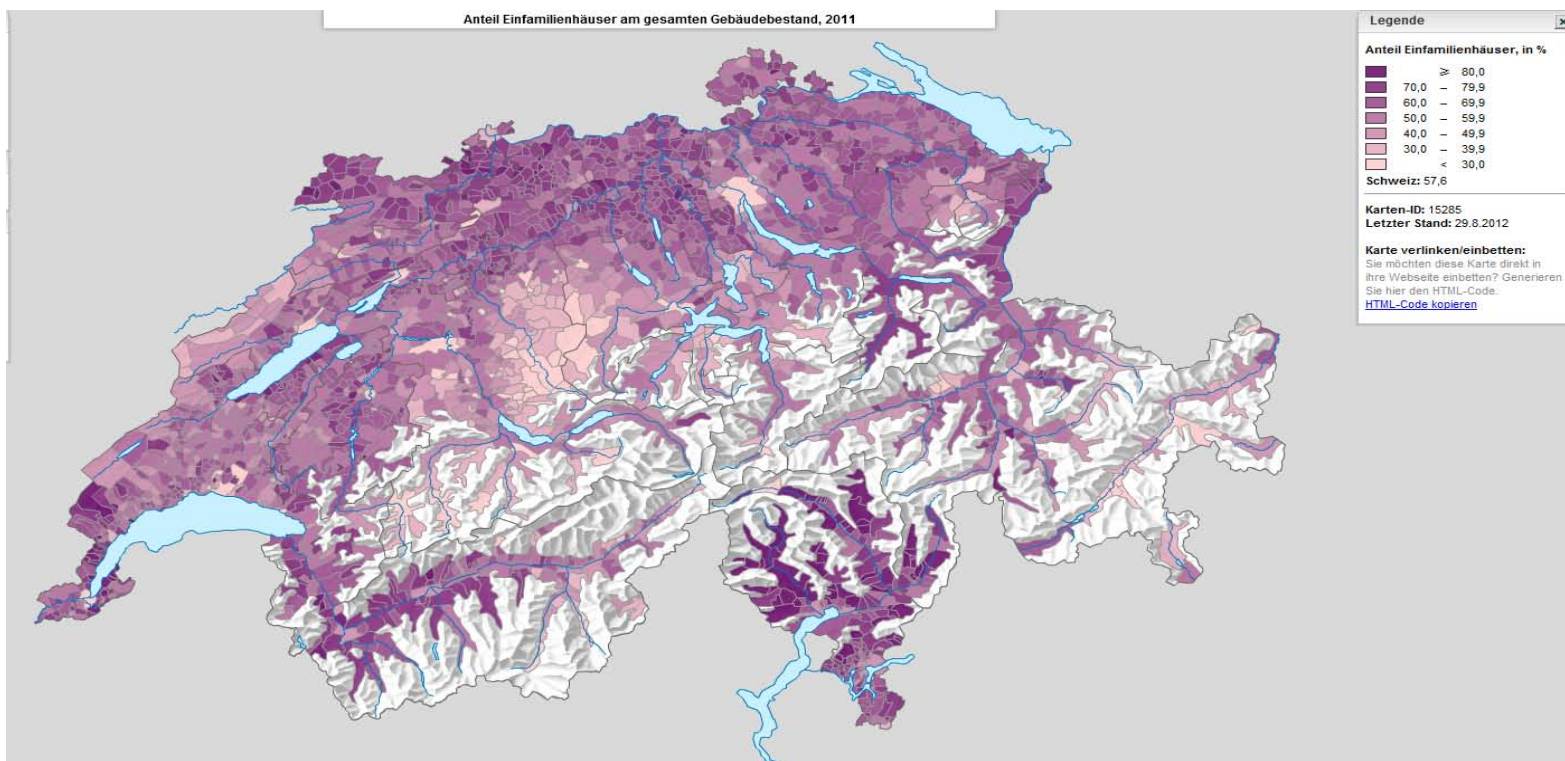 Anteil Einfamilienhäuser am gesamten Gebäudebestand, 2011
Legende
Anteil Einfamilienhäuser, in %
≥ 80,0
70,0 – 79,9
60,0 – 69,9
50,0 – 59,9
40,0 – 49,9
30,0 – 39,9
< 30,0
Schweiz: 57,6
Karten-ID: 15285
Letzter Stand: 29.8.2012
Karte verlinken/einbetten:
Sie möchten diese Karte direkt in
ihre Webseite einbetten? Generieren
Sie hier den HTML-Code.
HTML-Code kopieren